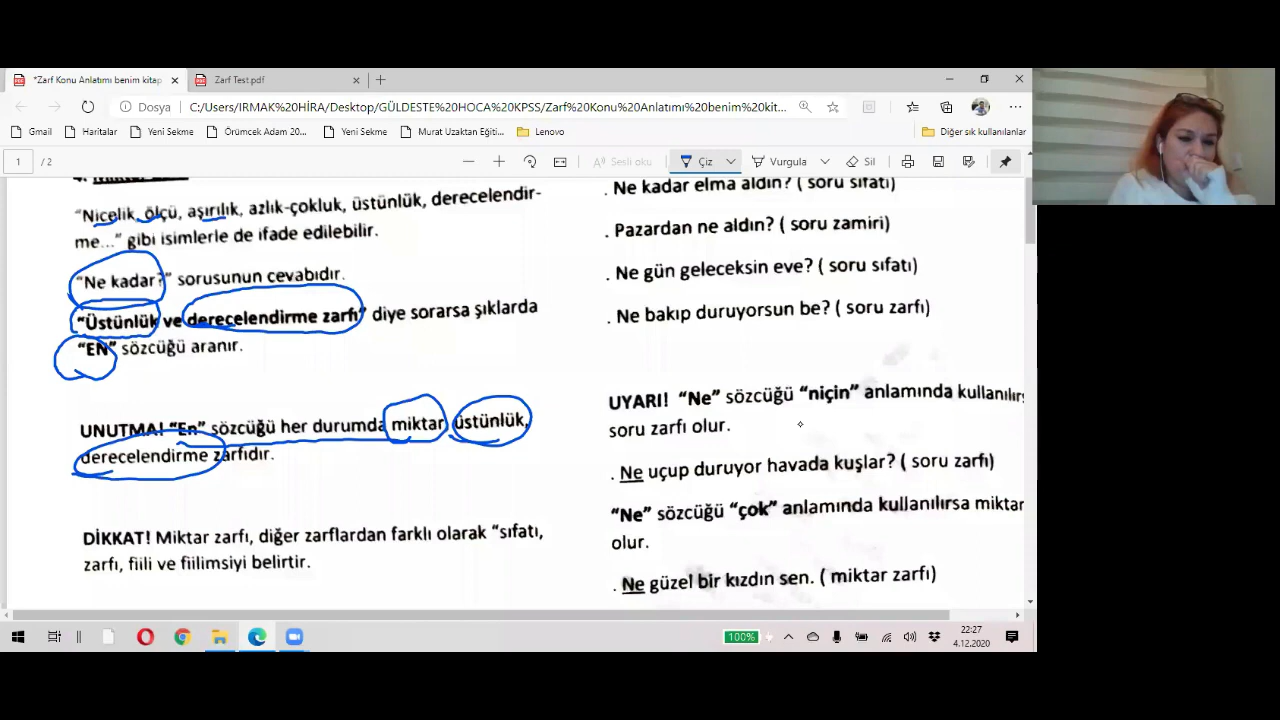 *Zarf Konu Anlatımı benim kitap
Zarf Test.pdf
Dosya
C:/Users/IRMAK%20HİRA/Desktop/GÜLDESTE%20HOCA%20KPSS/Zarf%20Konu%20Anlatımı%20benim%20kit...
Gmail
Haritalar
Yeni Sekme
Örümcek Adam 20...
Yeni Sekme
Murat Uzaktan Eğiti...
Lenovo
Diğer sık kullanılanlar
1 / 2
Sesli oku
Çiz
Vurgula
Sil
"Nicelik, ölçü, aşırılık, azlık-çokluk, üstünlük, derecelendir-
me..." gibi isimlerle de ifade edilebilir.
"Ne kadar?" sorusunun cevabıdır.
"Üstünlük ve derecelendirme zarfı" diye sorarsa şıklarda
"EN" sözcüğü aranır.
UNUTMA! "En" sözcüğü her durumda miktar, üstünlük,
derecelendirme zarfıdır.
DİKKAT! Miktar zarfı, diğer zarflardan farklı olarak "sıfatı,
zarfı, fiili ve fiilimsiyi belirtir.
. Ne kadar elma aldın? ( soru sıfatı)
. Pazardan ne aldın? ( soru zamiri)
. Ne gün geleceksin eve? ( soru sıfatı)
. Ne bakıp duruyorsun be? ( soru zarfı)
UYARI! "Ne" sözcüğü "niçin" anlamında kullanılırs
soru zarfı olur.
. Ne uçup duruyor havada kuşlar? ( soru zarfı)
"Ne" sözcüğü "çok" anlamında kullanılırsa miktar
olur.
. Ne güzel bir kızdın sen. ( miktar zarfı)
100%
22:27
4.12.2020